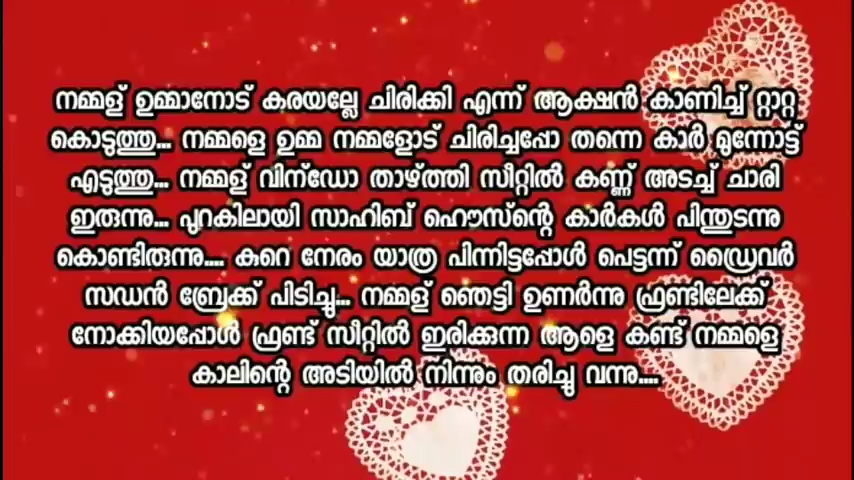 നമ്മള് ഉമ്മാനോട് കരയല്ലേ ചിരിക്കി എന്ന് ആക്ഷൻ കാണിച്ച് റ്റാറ്റ
കൊടുത്തു... നമ്മളെ ഉമ്മ നമ്മളോട് ചിരിച്ചപ്പോ തന്നെ കാർ മുന്നോട്ട്
എടുത്തു... നമ്മള് വിന്ഡോ താഴ്ത്തി സീറ്റിൽ കണ്ണ് അടച്ച് ചാരി
ഇരുന്നു... പുറകിലായി സാഹിബ് ഹൌസ്ന്റെ കാർകൾ പിന്തുടന്നു
കൊണ്ടിരുന്നു.... കുറെ നേരം യാത്ര പിന്നിട്ടപ്പോൾ പെട്ടന്ന് ഡ്രൈവർ
സഡൻ ബ്രേക്ക് പിടിച്ചു... നമ്മള് ഞെട്ടി ഉണർന്നു ഫ്രണ്ടിലേക്ക്
നോക്കിയപ്പോൾ ഫ്രണ്ട് സീറ്റിൽ ഇരിക്കുന്ന ആളെ കണ്ട് നമ്മളെ
കാലിന്റെ അടിയിൽ നിന്നും തരിച്ചു വന്നു....